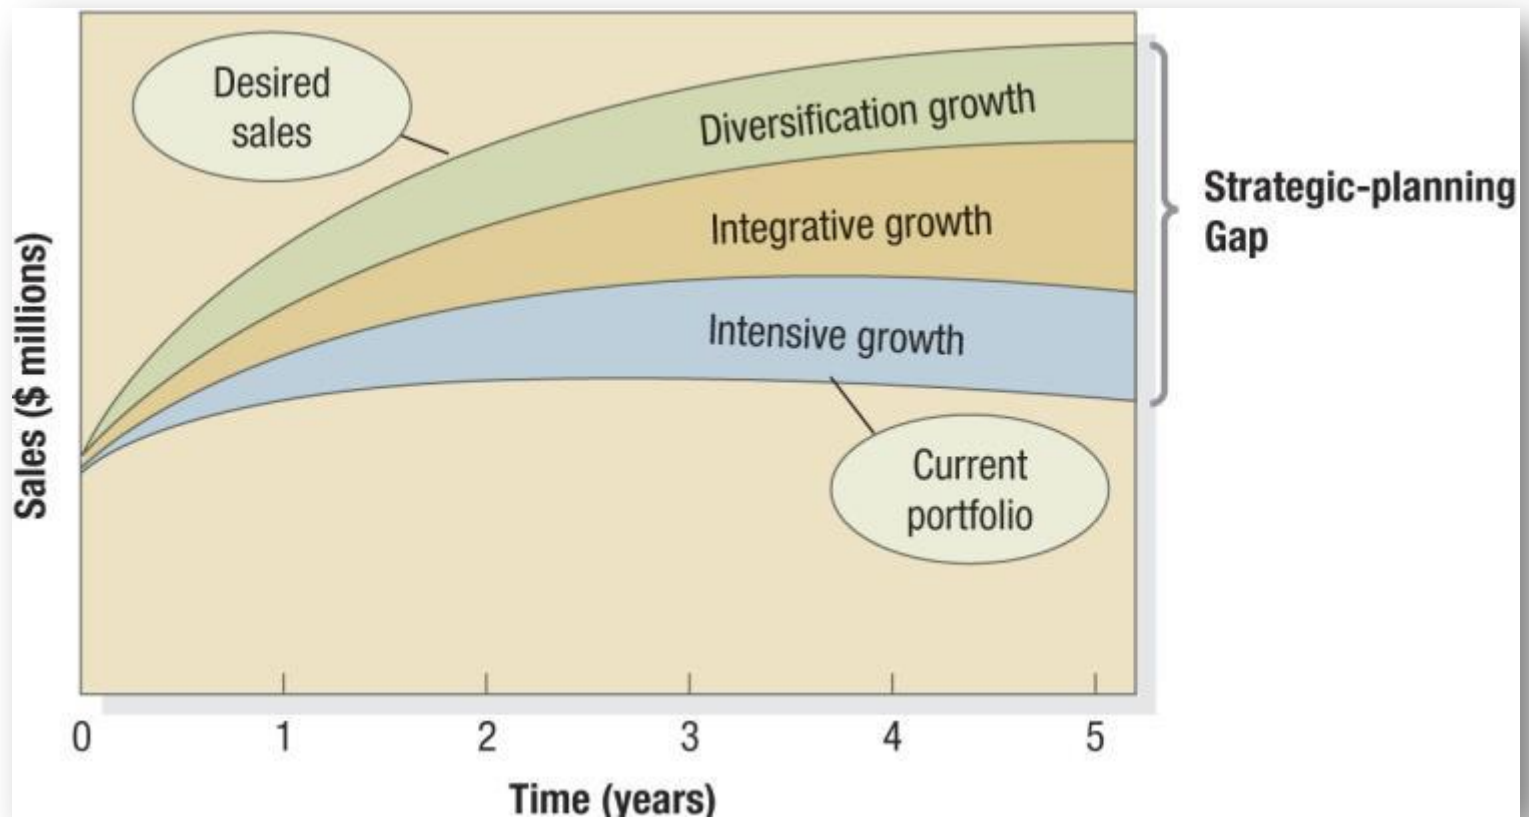 Desired
sales
Diversification growth
Integrative growth
Intensive growth
Current
portfolio
Strategic-planning
Gap
Sales ($ millions)
0 1 2 3 4 5
Time (years)